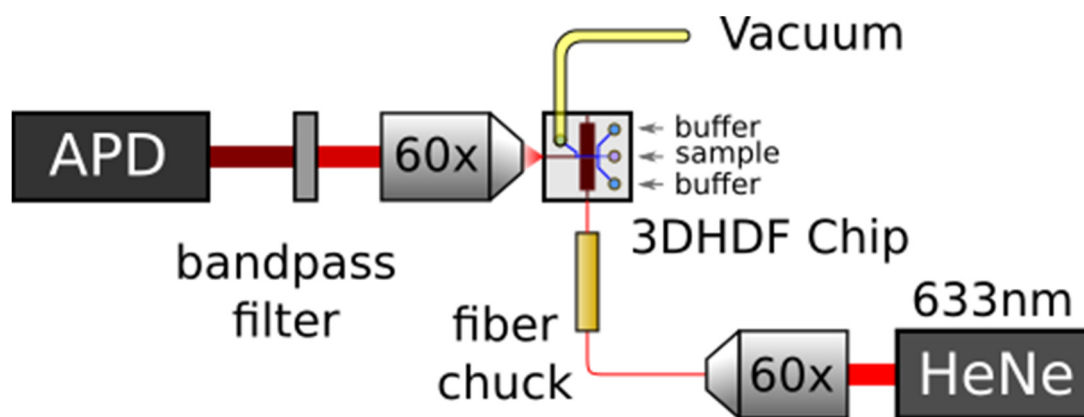 Vacuum
APD
60x
buffer
sample
buffer
3DHDF Chip
bandpass
filter
fiber
chuck
60x
633nm
HeNe